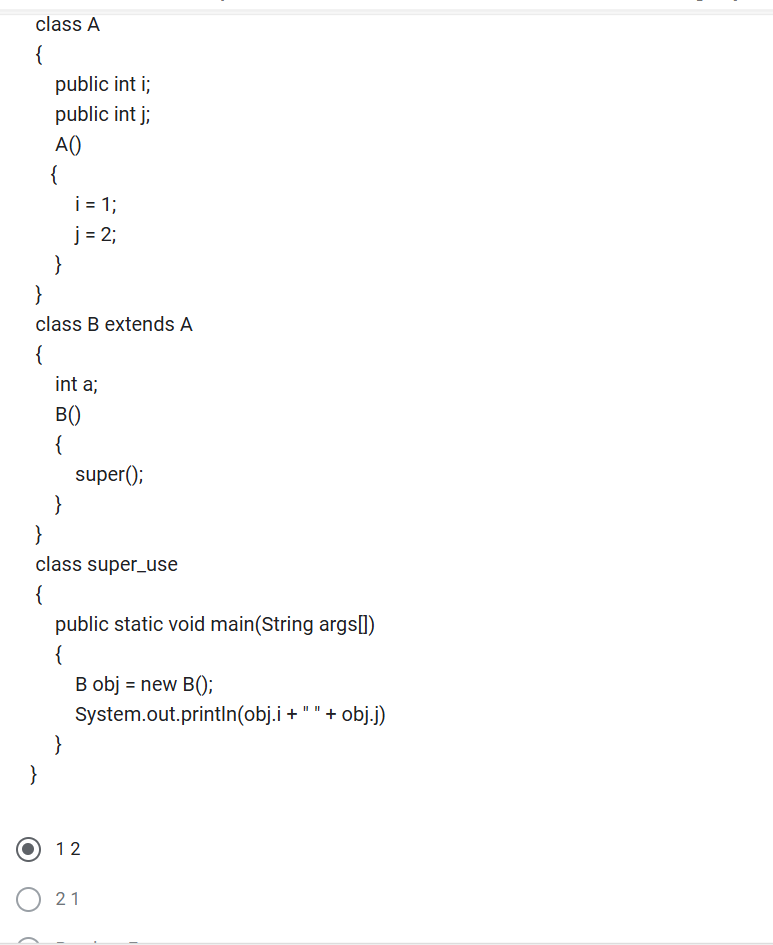 class A
{
public int i;
public int j;
A()
{
i = 1;
j = 2;
}
}
class B extends A
{
int a;
B()
{
super();
}
}
class super_use
{
public static void main(String args[])
{
B obj = new B();
System.out.println(obj.i + " " + obj.j)
}
}
1 2
2 1